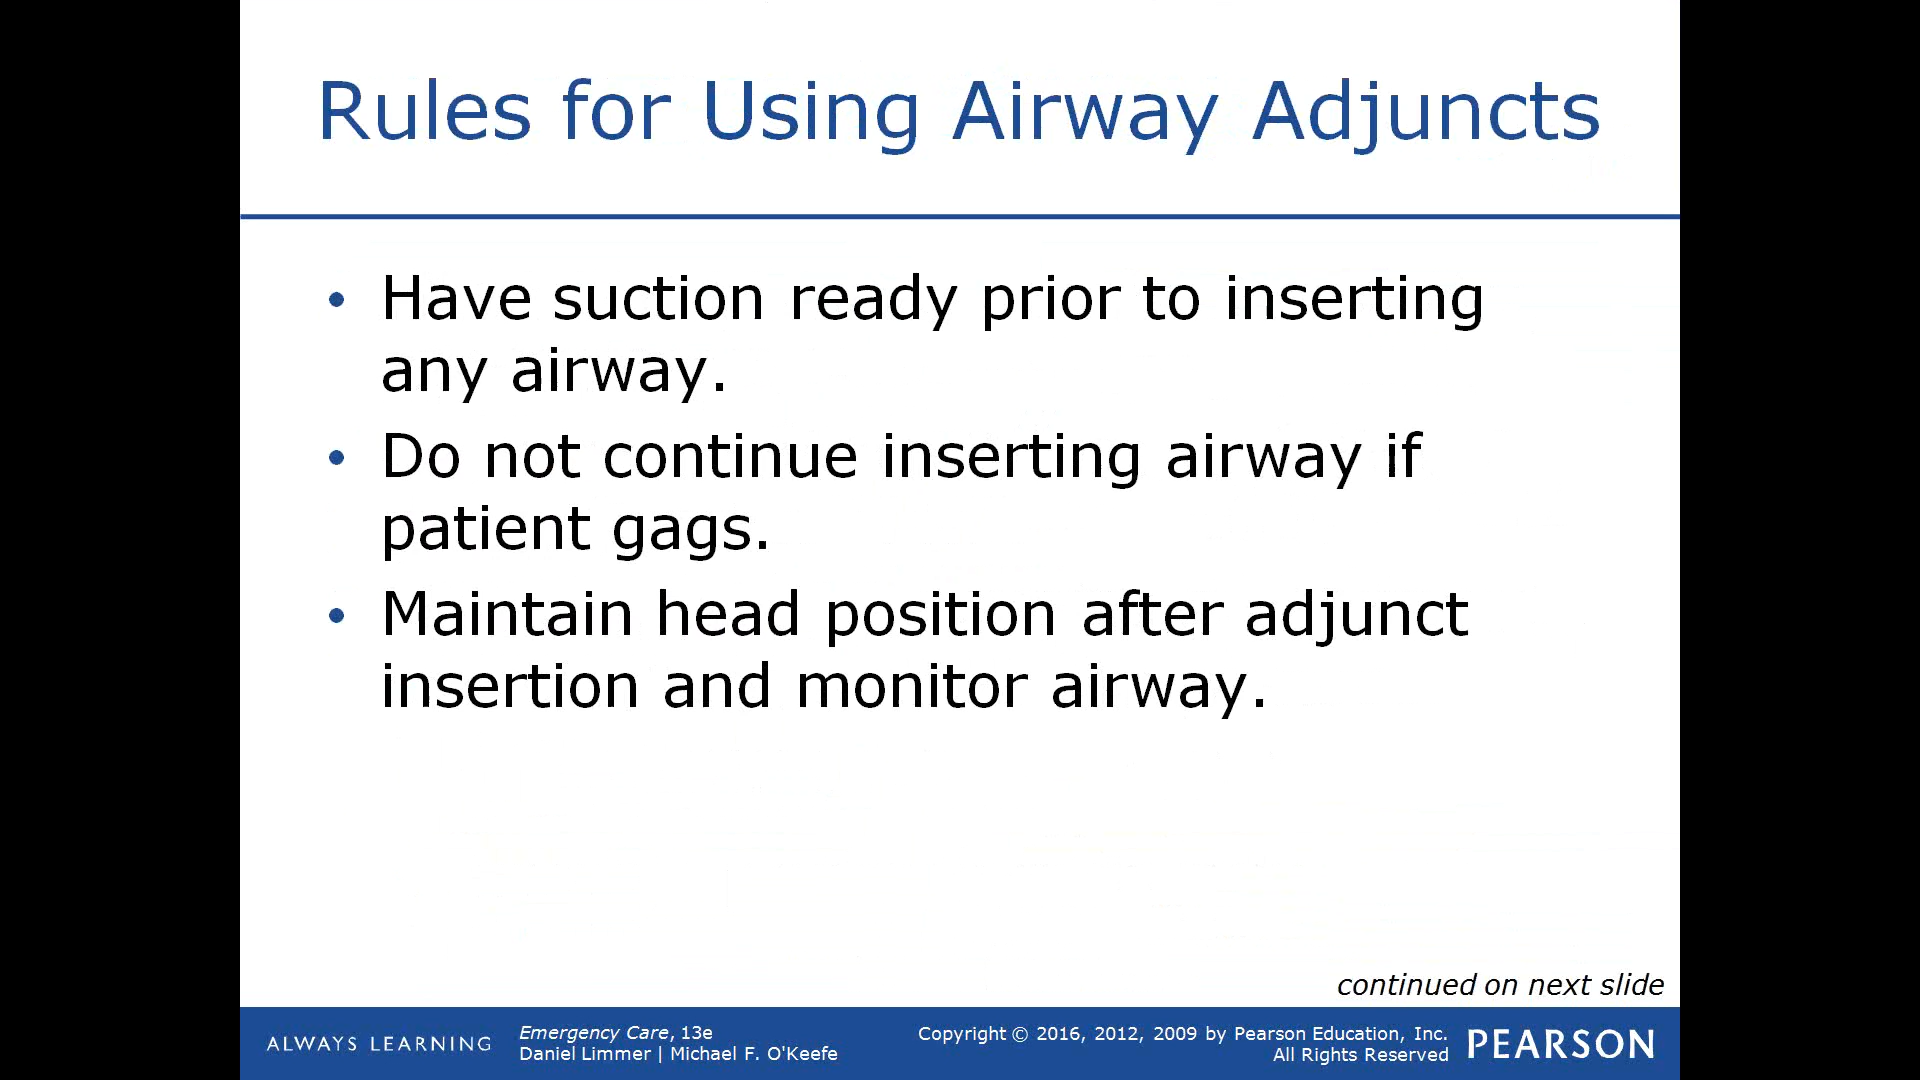 Rules for Using Airway Adjuncts
• Have suction ready prior to inserting
any airway.
• Do not continue inserting airway if
patient gags.
• Maintain head position after adjunct
insertion and monitor airway.
continued on next slide
ALWAYS LEARNING
Emergency Care, 13e
Daniel Limmer | Michael F. O'Keefe
Copyright © 2016, 2012, 2009 by Pearson Education, Inc.
All Rights Reserved
PEARSON